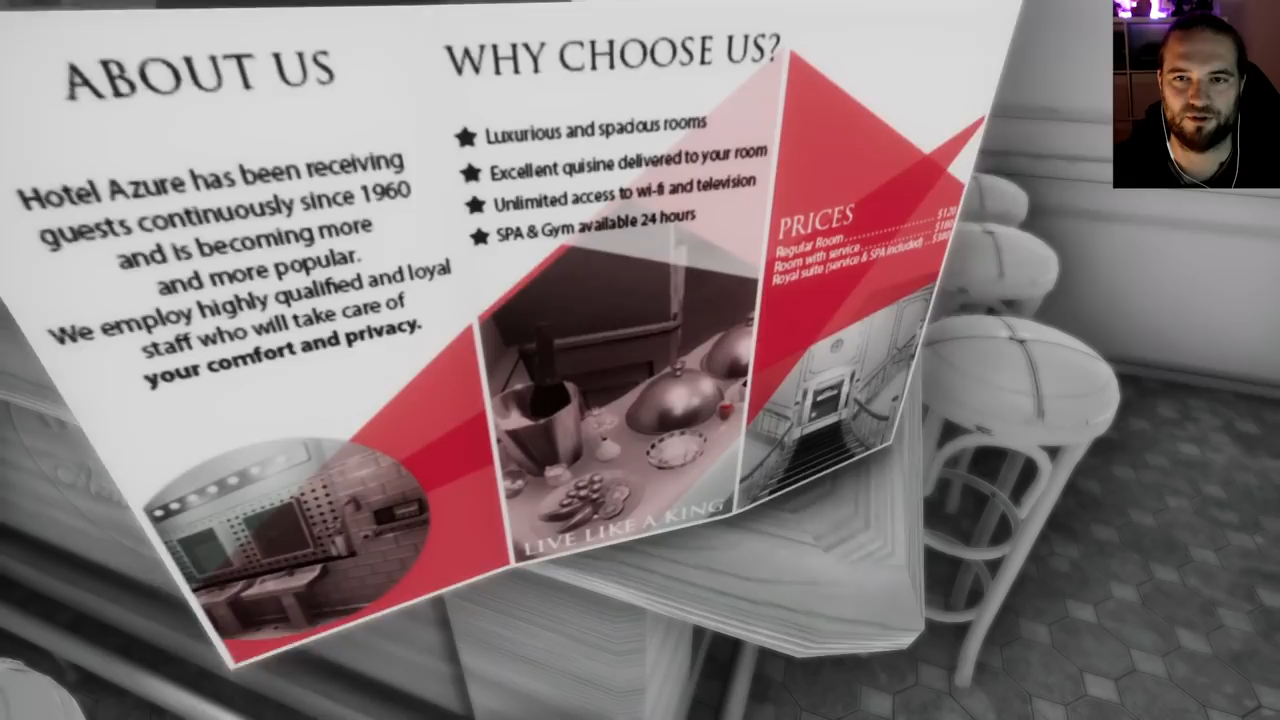 ABOUT US
Hotel Azure has been receiving
guests continuously since 1960
and is becoming more
and more popular.
We employ highly qualified and loyal
staff who will take care of
your comfort and privacy.
WHY CHOOSE US?
Luxurious and spacious rooms
Excellent quisine delivered to your room
Unlimited access to wi-fi and television
SPA & Gym available 24 hours
LIVE LIKE A KING
PRICES
Regular Room.................... $120
Room with service............... $180
Royal suite (service & SPA included) ..$380